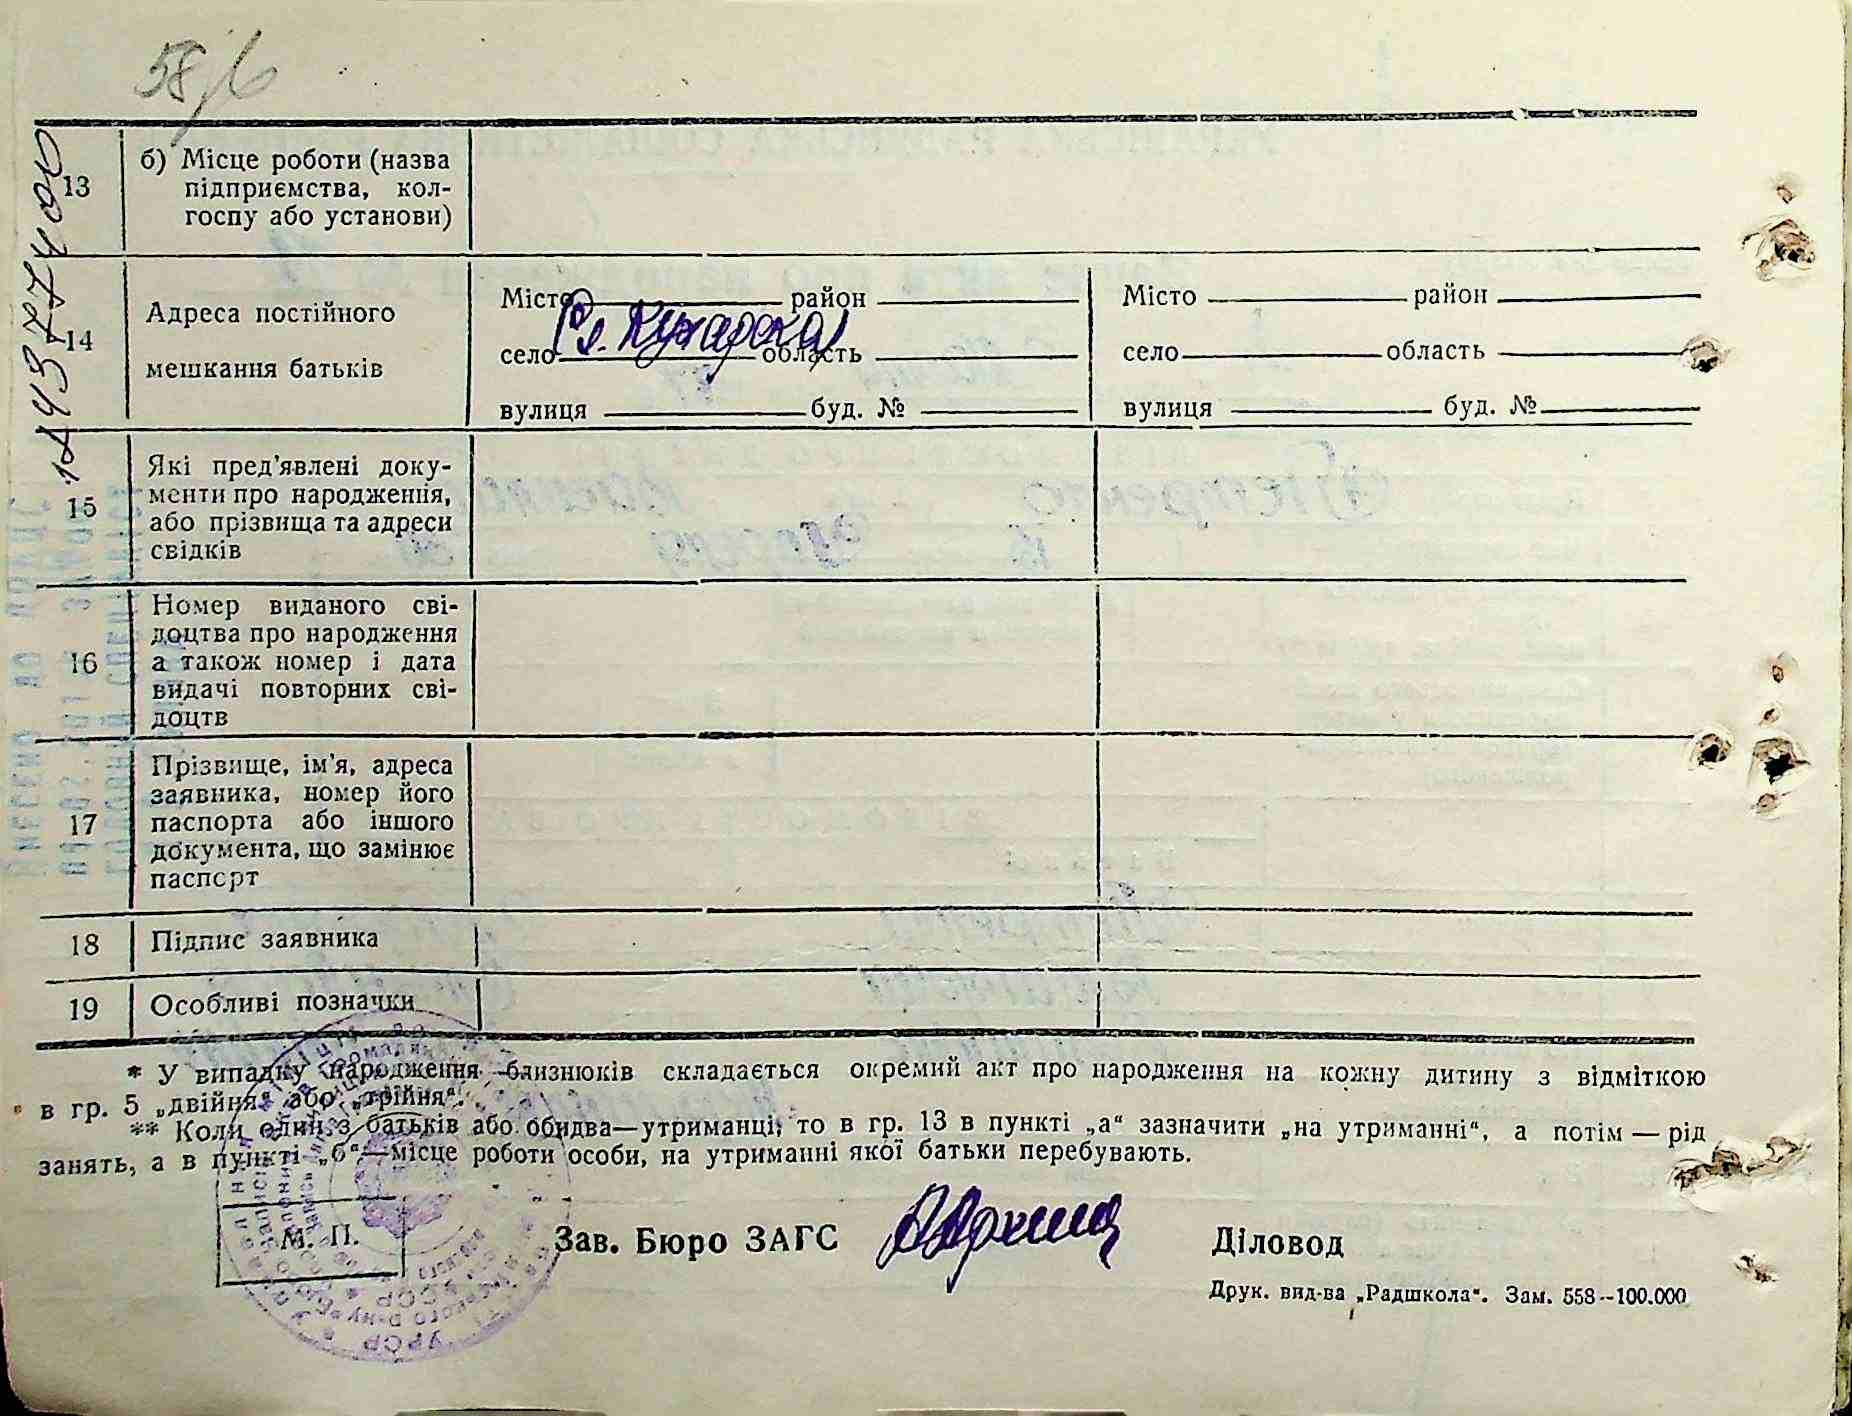 58/6
13
б) Місце роботи (назва
підприємства, кол-
госпу або установи)
14
Адреса постійного
мешкання батьків
Місто район
Сл. Кухарска
село область
вулиця буд. №
Місто район
село область
вулиця буд. №
15
Які пред'явлені доку-
менти про народження,
або прізвища та адреси
свідків
16
Номер виданого сві-
доцтва про народження
а також номер і дата
видачі повторних сві-
доцтв
17
Прізвище, ім'я, адреса
заявника, номер його
паспорта або іншого
документа, що замінює
паспорт
18 Підпис заявника
19 Особливі позначки
* У випадку народження близнюків складається окремий акт про народження на кожну дитину з відміткою
в гр. 5 „двійня“ або „трійня“.
** Коли один з батьків або обидва—утриманці, то в гр. 13 в пункті „а“ зазначити „на утриманні“, а потім — рід
занять, а в пункті „б“—місце роботи особи, на утриманні якої батьки перебувають.
М. П.
Зав. Бюро ЗАГС
Діловод
Друк. вид-ва „Радшкола“. Зам. 558--100.000
УРСР